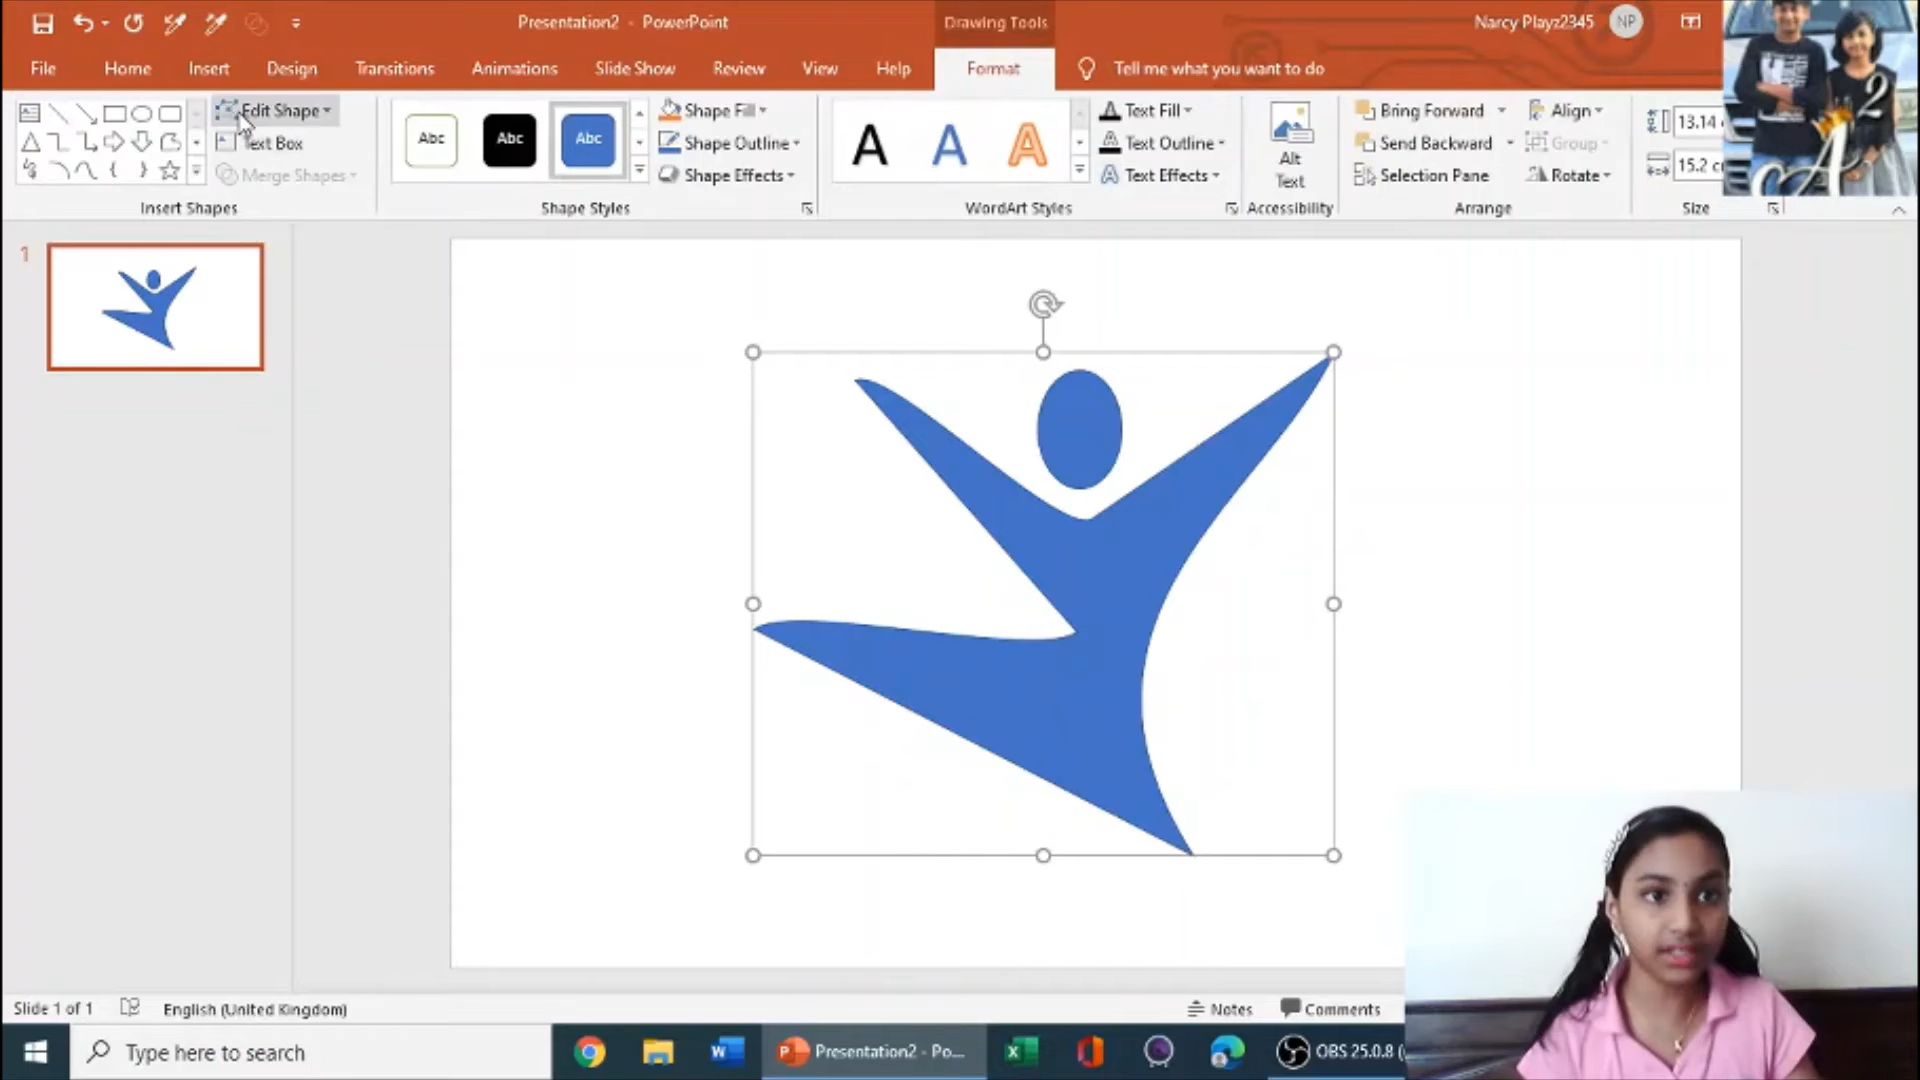 Presentation2 - PowerPoint
Drawing Tools
Narcy Playz2345
NP
File
Home
Insert
Design
Transitions
Animations
Slide Show
Review
View
Help
Format
Tell me what you want to do
Edit Shape
Text Box
Merge Shapes
Insert Shapes
Abc
Abc
Abc
Shape Fill
Shape Outline
Shape Effects
Shape Styles
A
A
A
Text Fill
Text Outline
Text Effects
WordArt Styles
Alt
Text
Accessibility
Bring Forward
Send Backward
Selection Pane
Align
Group
Rotate
Arrange
13.14
15.2
Size
A2
1
Slide 1 of 1
English (United Kingdom)
Notes
Comments
Type here to search
Presentation2 - Po...
OBS 25.0.8 (